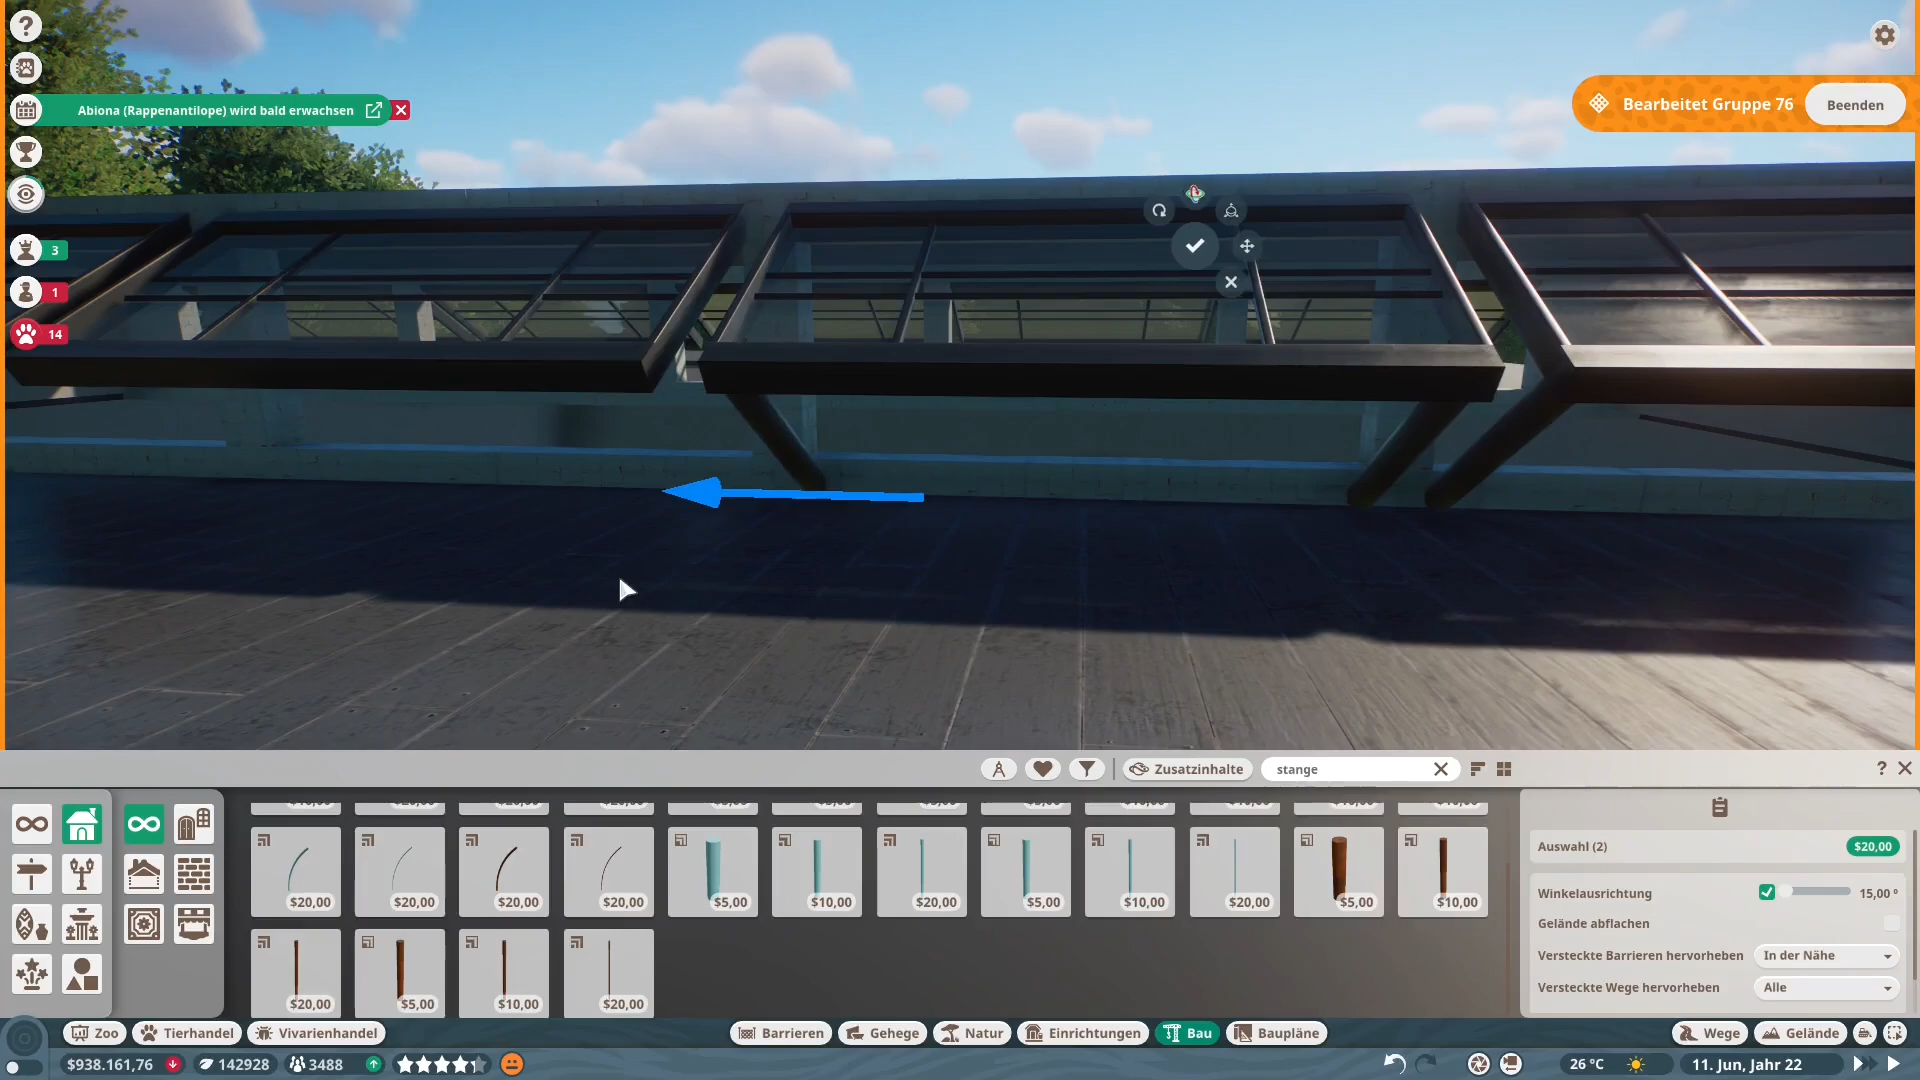 ?
Abiona (Rappenantilope) wird bald erwachsen
Bearbeitet Gruppe 76
Beenden
3
1
14
Zusatzinhalte
stange
?
$20,00
$20,00
$20,00
$20,00
$5,00
$10,00
$20,00
$5,00
$10,00
$20,00
$5,00
$10,00
$20,00
$5,00
$10,00
$20,00
Auswahl (2)
$20,00
Winkelausrichtung
15,00 °
Gelände abflachen
Versteckte Barrieren hervorheben
In der Nähe
Versteckte Wege hervorheben
Alle
Zoo
Tierhandel
Vivarienhandel
Barrieren
Gehege
Natur
Einrichtungen
Bau
Baupläne
Wege
Gelände
$938.161,76
142928
3488
26 °C
11. Jun, Jahr 22